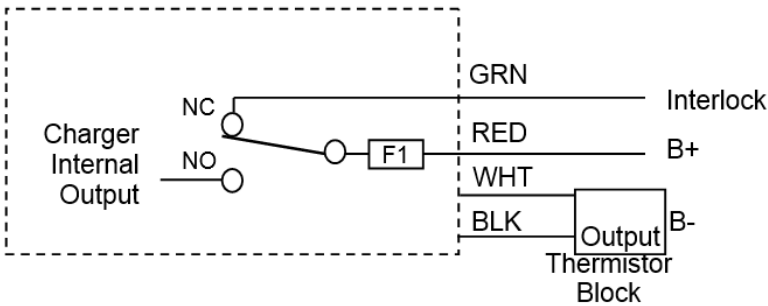 GRN
NC
Interlock
Charger
Internal
Output
NO
F1
RED
B+
WHT
BLK
Output
B-
Thermistor
Block